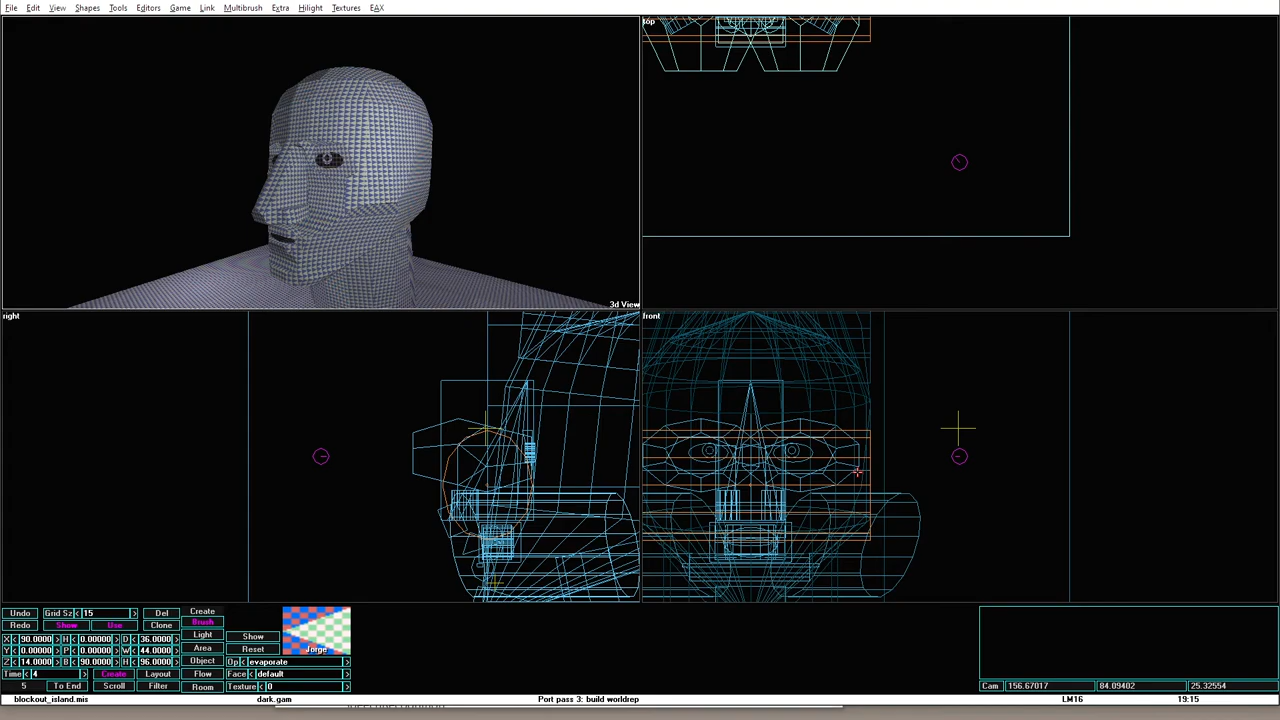 File Edit View Shapes Tools Editors Game Link Multibrush Extra Hilight Textures EAX
top
3d View
right
front
Undo Grid Sz < 15 > Del Create
Redo Show Use Clone Brush
X < 90.0000 > H < 0.00000 > D < 36.0000 > Light Show
Y < 90.0000 > P < 0.00000 > W < 44.0000 > Area Reset Jorge
Z < 14.0000 > B < 90.0000 > H < 96.0000 > Object Op < evaporate >
Time < 4 > Create Layout Flow Face < default >
5 To End Scroll Filter Room Texture < 0 > Cam 156.67017 84.09402 25.32554
blockout_island.mis dark.gam Port pass 3: build worldrep LM16 19:15